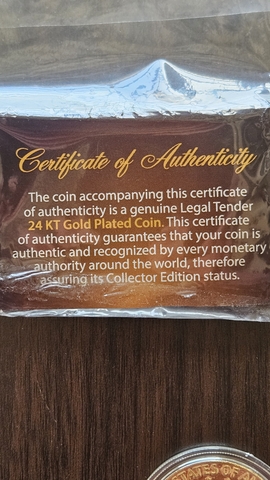 Certificate of Authenticity
The coin accompanying this certificate
of authenticity is a genuine Legal Tender
24 KT Gold Plated Coin. This certificate
of authenticity guarantees that your coin is
authentic and recognized by every monetary
authority around the world, therefore
assuring its Collector Edition status.
STATES OF